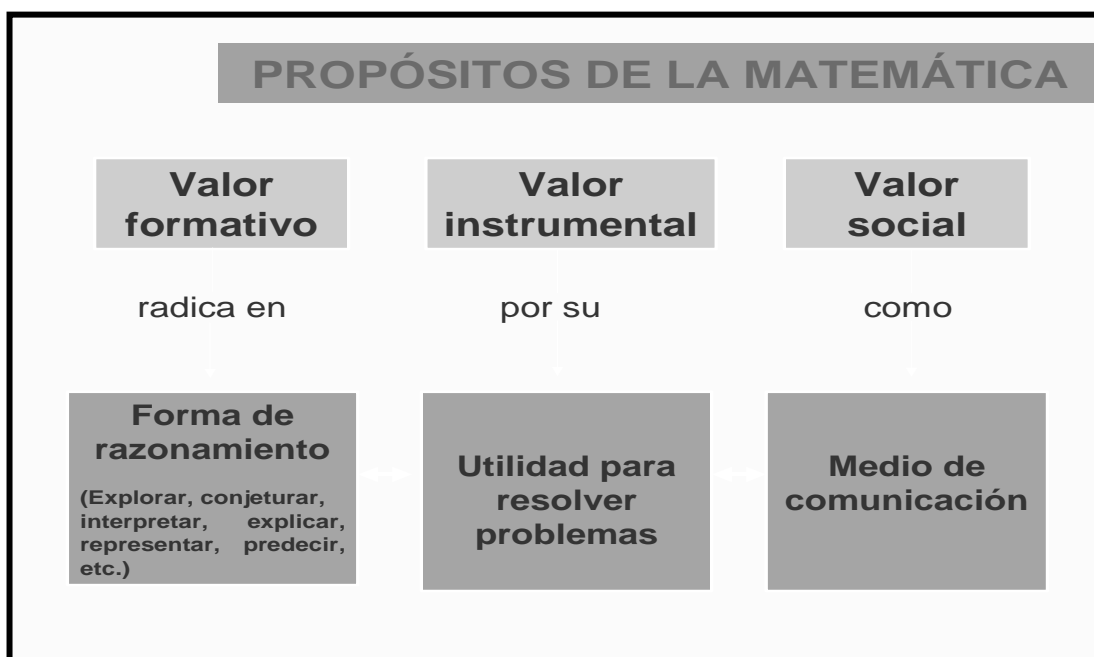 PROPÓSITOS DE LA MATEMÁTICA
Valor
formativo
Valor
instrumental
Valor
social
radica en
por su
como
Forma de
razonamiento
(Explorar, conjeturar,
interpretar, explicar,
representar, predecir,
etc.)
Utilidad para
resolver
problemas
Medio de
comunicación